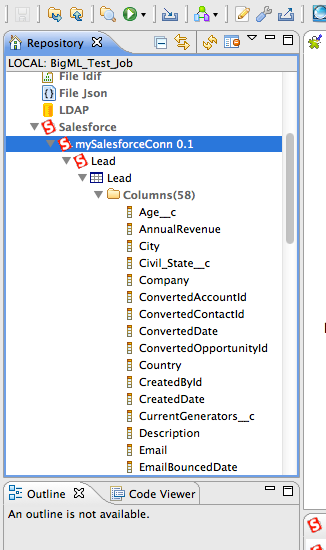 Repository
LOCAL: BigML_Test_Job
File ldif
File Json
LDAP
Salesforce
mySalesforceConn 0.1
Lead
Lead
Columns(58)
Age__c
AnnualRevenue
City
Civil_State__c
Company
ConvertedAccountId
ConvertedContactId
ConvertedDate
ConvertedOpportunityId
Country
CreatedById
CreatedDate
CurrentGenerators__c
Description
Email
EmailBouncedDate
Outline
Code Viewer
An outline is not available.